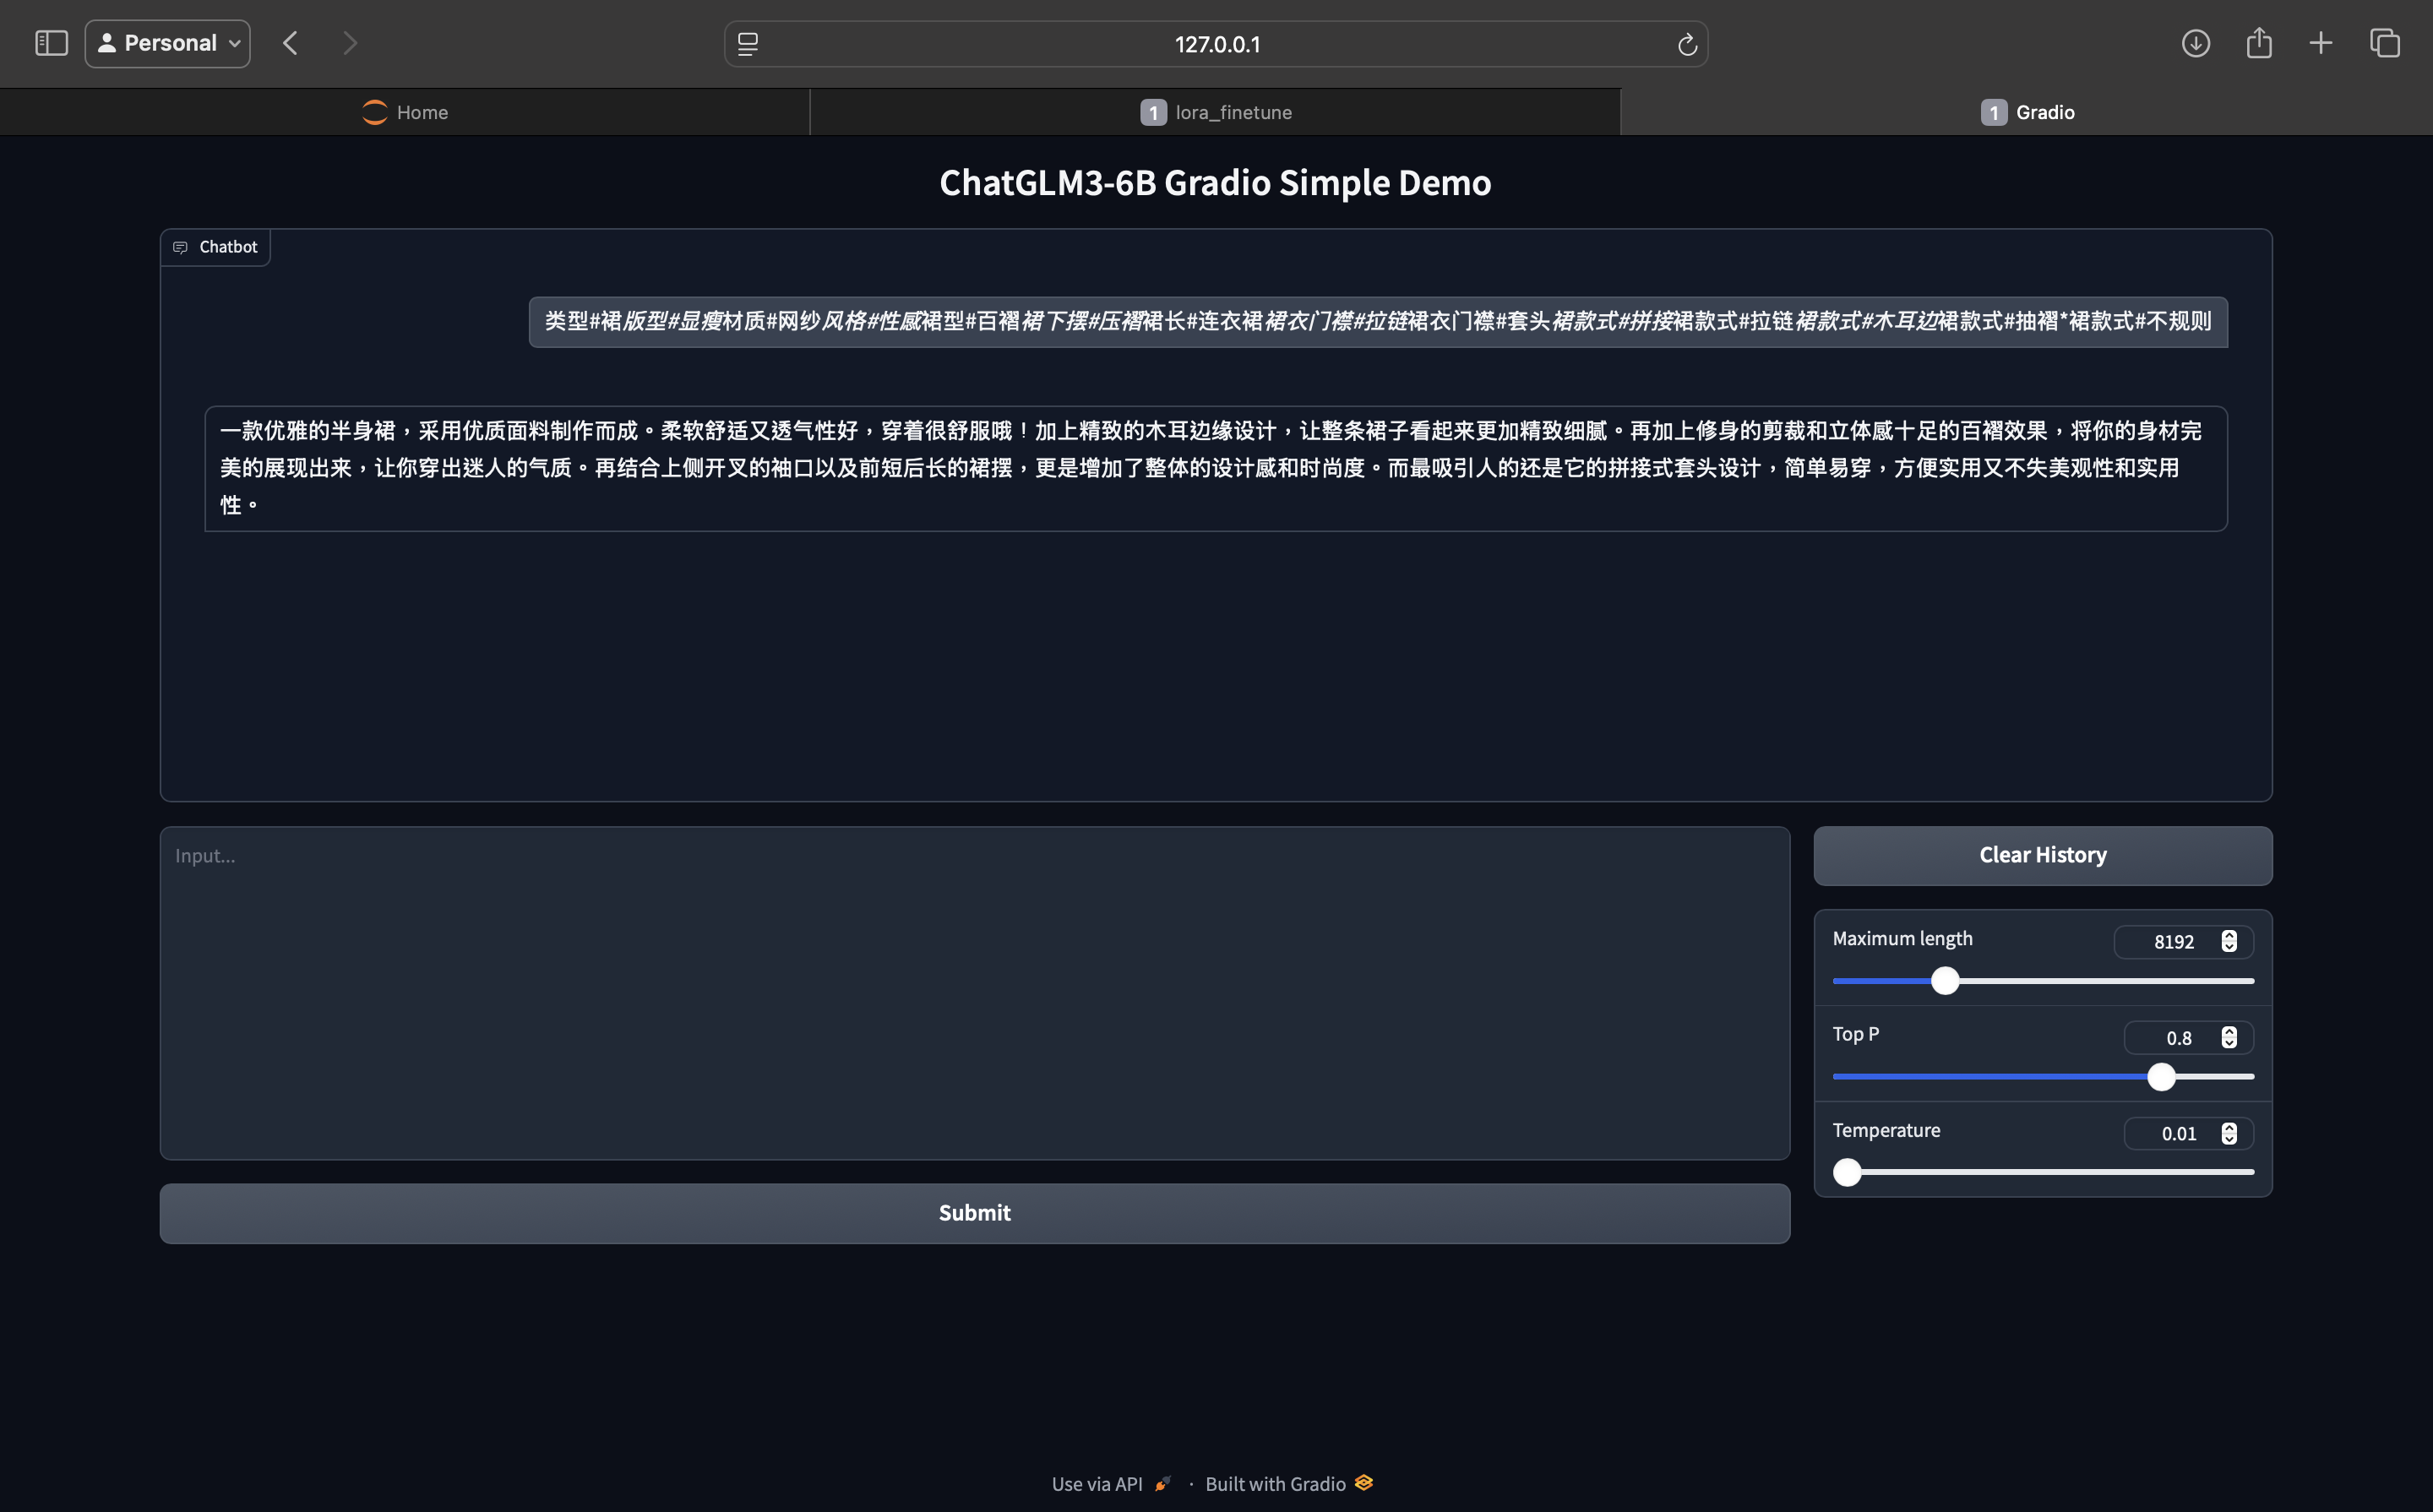 Personal
127.0.0.1
Home
1 lora_finetune
1 Gradio
ChatGLM3-6B Gradio Simple Demo
Chatbot
类型#裙版型#显瘦材质#网纱风格#性感裙型#百褶裙下摆#压褶裙长#连衣裙裙衣门襟#拉链裙衣门襟#套头裙款式#拼接裙款式#拉链裙款式#木耳边裙款式#抽褶*裙款式#不规则
一款优雅的半身裙，采用优质面料制作而成。柔软舒适又透气性好，穿着很舒服哦！加上精致的木耳边缘设计，让整条裙子看起来更加精致细腻。再加上修身的剪裁和立体感十足的百褶效果，将你的身材完
美的展现出来，让你穿出迷人的气质。再结合上侧开叉的袖口以及前短后长的裙摆，更是增加了整体的设计感和时尚度。而最吸引人的还是它的拼接式套头设计，简单易穿，方便实用又不失美观性和实用
性。
Input...
Clear History
Maximum length 8192
Top P 0.8
Temperature 0.01
Submit
Use via API · Built with Gradio